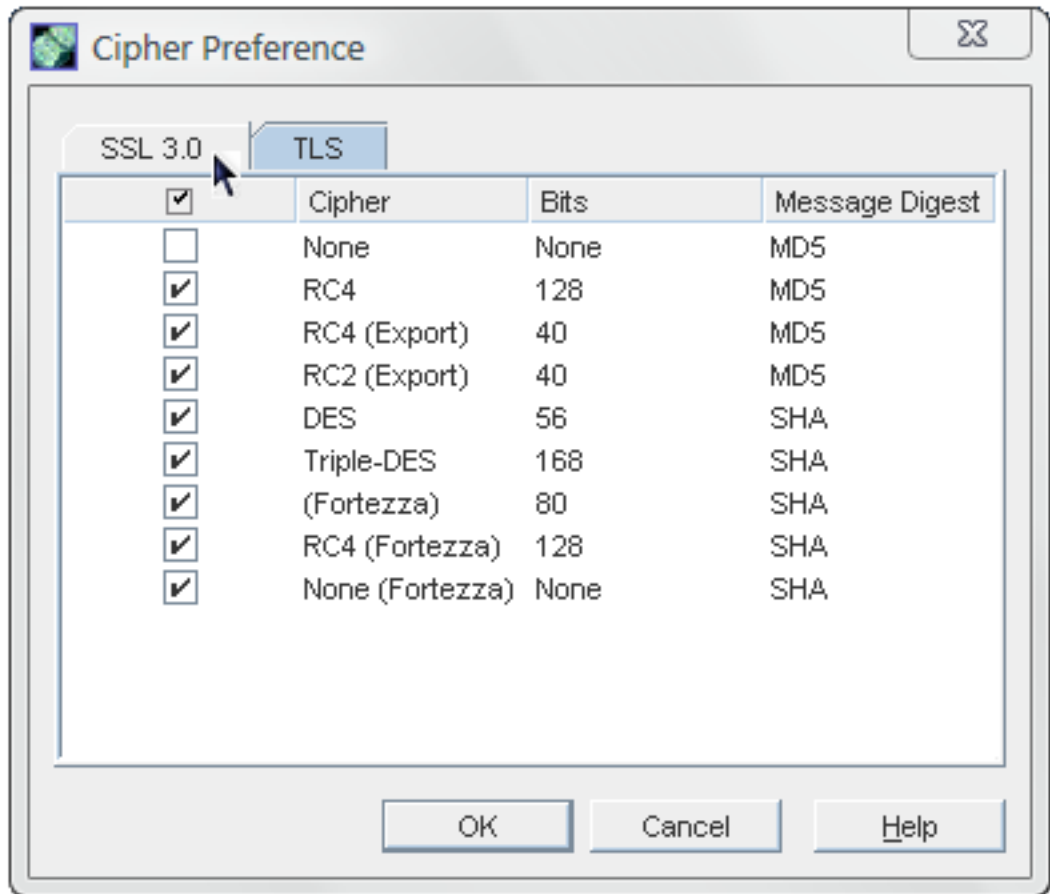 Cipher Preference
SSL 3.0 TLS
Cipher Bits Message Digest
None None MD5
RC4 128 MD5
RC4 (Export) 40 MD5
RC2 (Export) 40 MD5
DES 56 SHA
Triple-DES 168 SHA
(Fortezza) 80 SHA
RC4 (Fortezza) 128 SHA
None (Fortezza) None SHA
OK Cancel Help